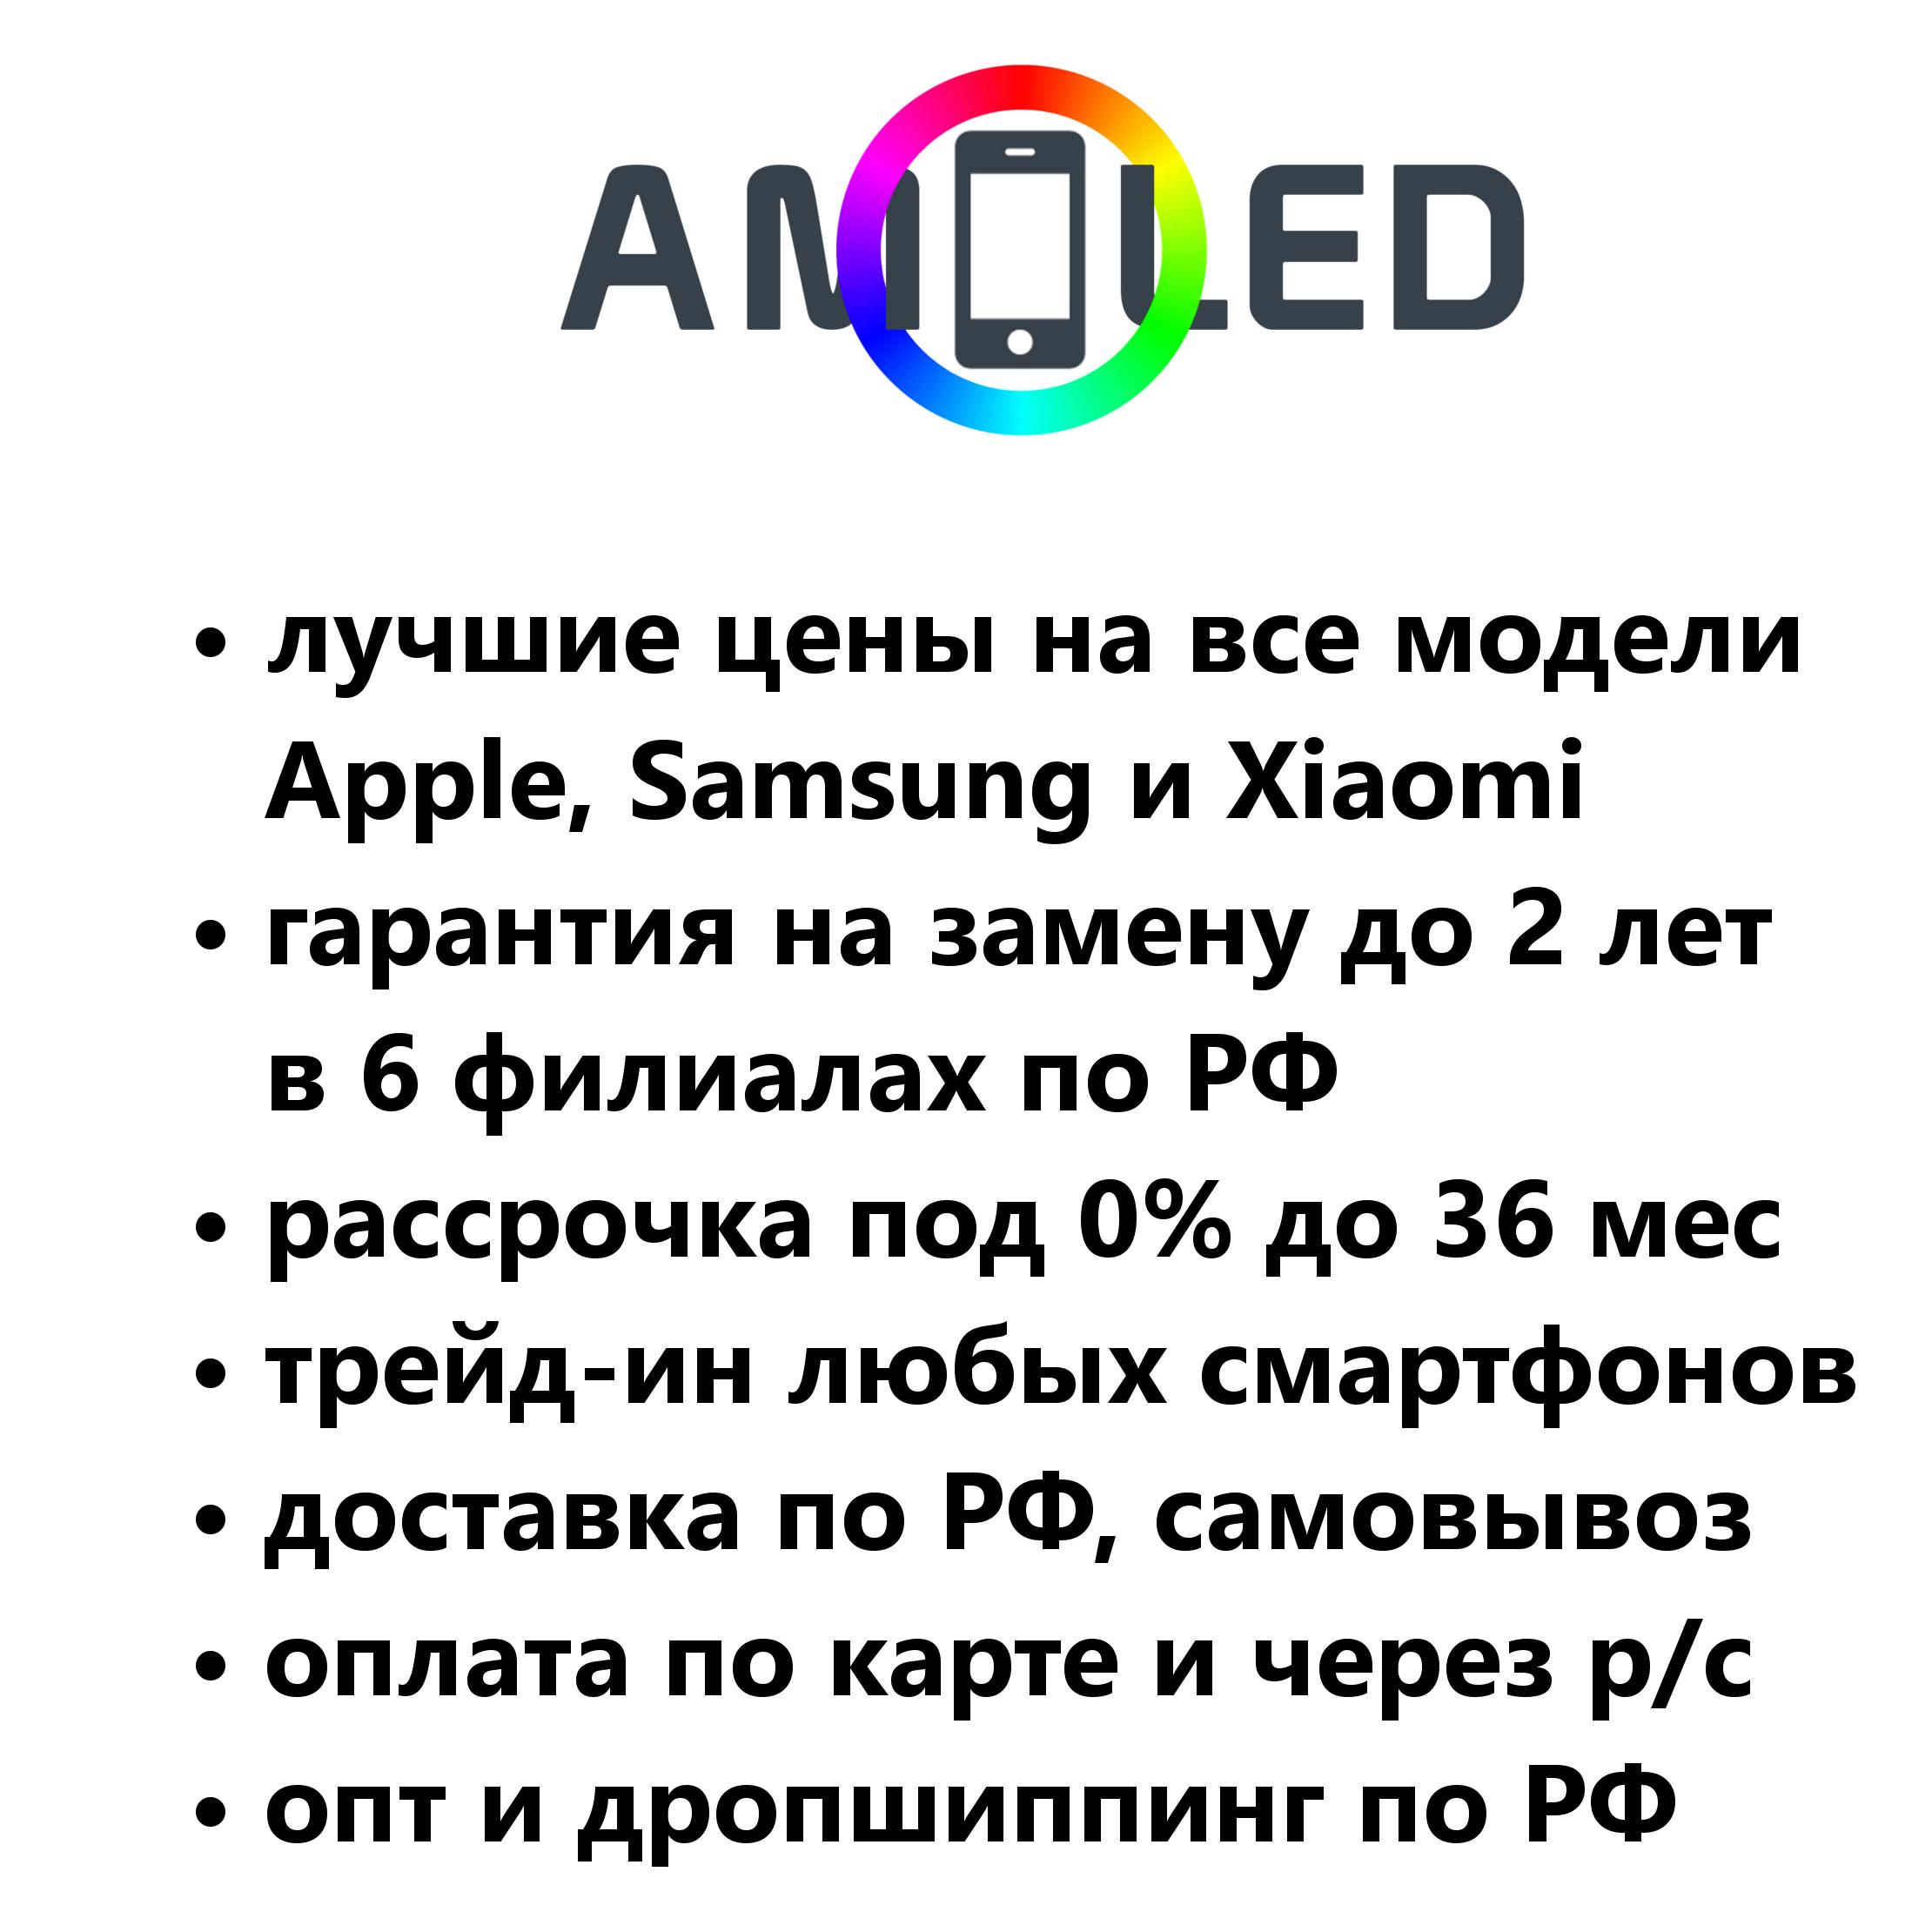 AMOLED
• лучшие цены на все модели
Apple, Samsung и Xiaomi
• гарантия на замену до 2 лет
в 6 филиалах по РФ
• рассрочка под 0% до 36 мес
• трейд-ин любых смартфонов
• доставка по РФ, самовывоз
• оплата по карте и через р/с
• опт и дропшиппинг по РФ